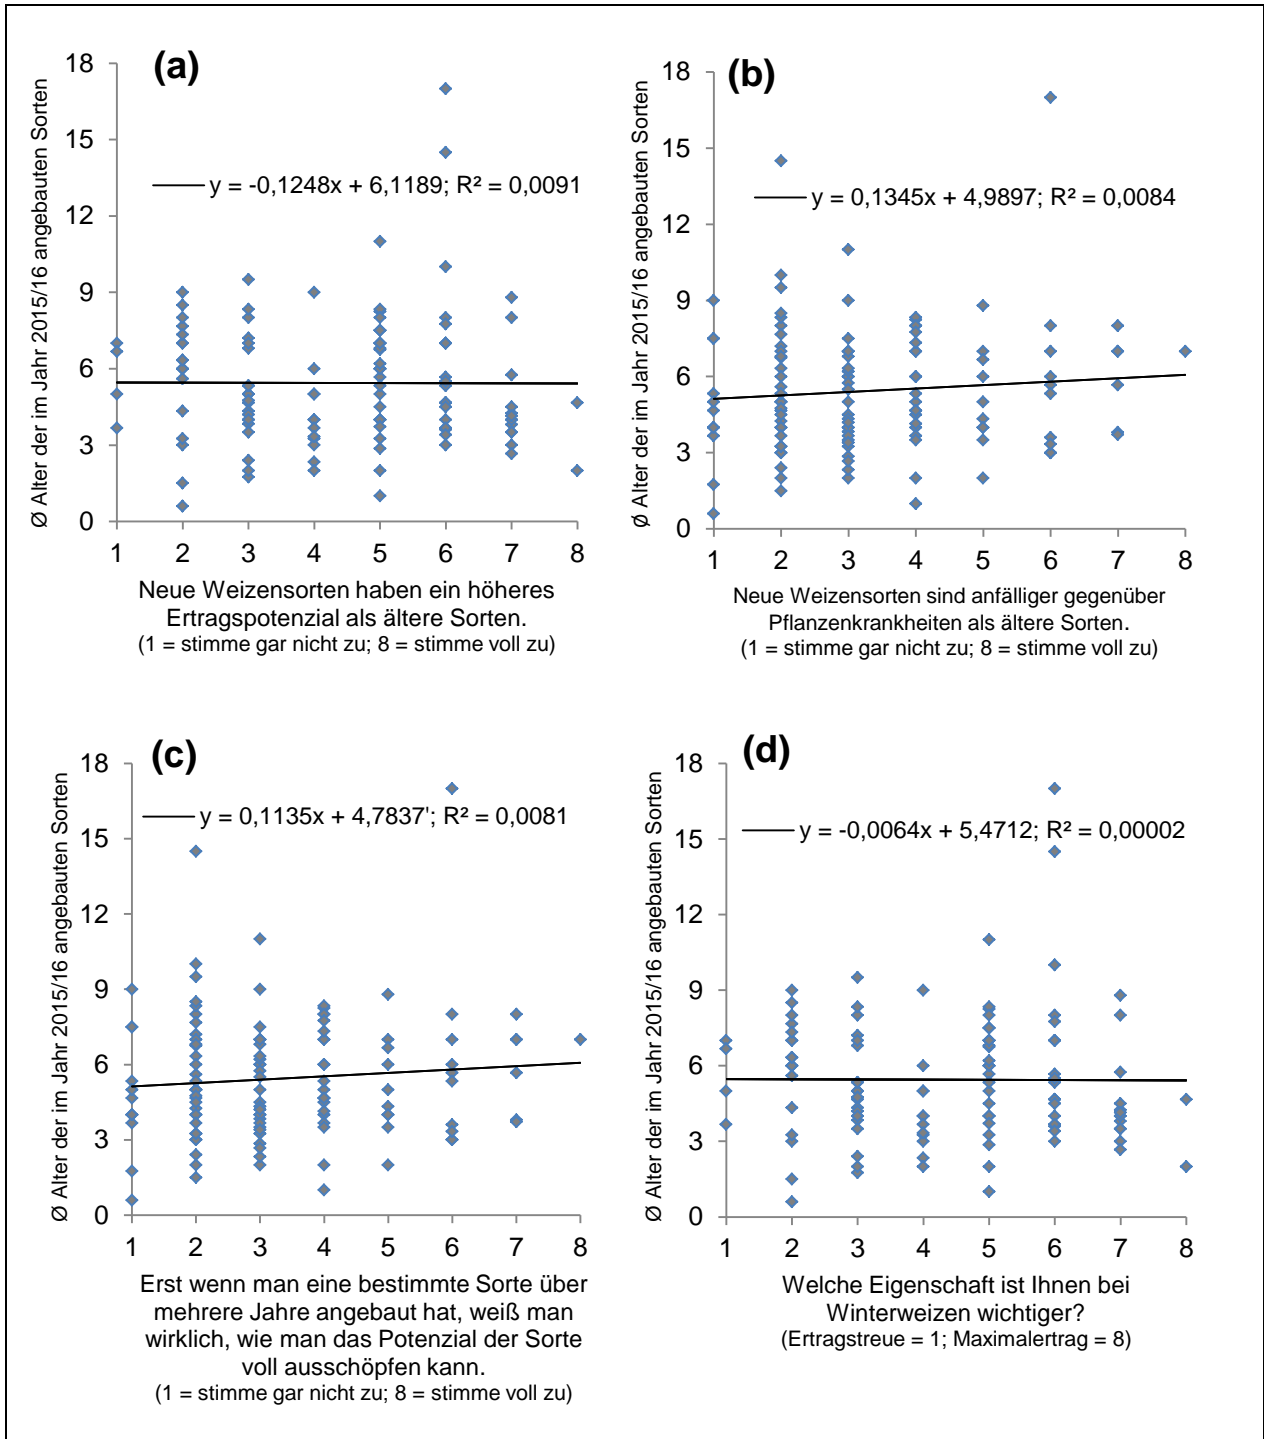 (a)
Ø Alter der im Jahr 2015/16 angebauten Sorten
18
15
12
9
6
3
0
y = -0,1248x + 6,1189; R² = 0,0091
1 2 3 4 5 6 7 8
Neue Weizensorten haben ein höheres
Ertragspotenzial als ältere Sorten.
(1 = stimme gar nicht zu; 8 = stimme voll zu)
(b)
Ø Alter der im Jahr 2015/16 angebauten Sorten
18
15
12
9
6
3
0
y = 0,1345x + 4,9897; R² = 0,0084
1 2 3 4 5 6 7 8
Neue Weizensorten sind anfälliger gegenüber
Pflanzenkrankheiten als ältere Sorten.
(1 = stimme gar nicht zu; 8 = stimme voll zu)
(c)
Ø Alter der im Jahr 2015/16 angebauten Sorten
18
15
12
9
6
3
0
y = 0,1135x + 4,7837'; R² = 0,0081
1 2 3 4 5 6 7 8
Erst wenn man eine bestimmte Sorte über
mehrere Jahre angebaut hat, weiß man
wirklich, wie man das Potenzial der Sorte
voll ausschöpfen kann.
(1 = stimme gar nicht zu; 8 = stimme voll zu)
(d)
Ø Alter der im Jahr 2015/16 angebauten Sorten
18
15
12
9
6
3
0
y = -0,0064x + 5,4712; R² = 0,00002
1 2 3 4 5 6 7 8
Welche Eigenschaft ist Ihnen bei
Winterweizen wichtiger?
(Ertragstreue = 1; Maximalertrag = 8)